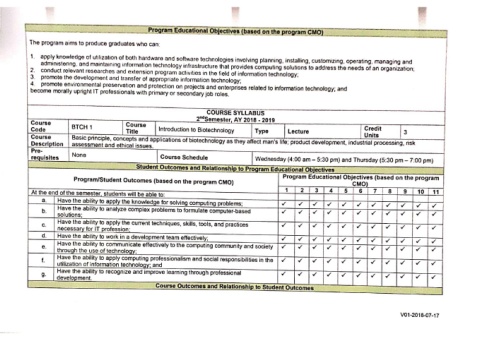 Program Educational Objectives (based on the program CMO)
The program aims to produce graduates who can:
1. apply knowledge of utilization of both hardware and software technologies involving planning, installing, customizing, operating, managing and
administering, and maintaining information technology infrastructure that provides computing solutions to address the needs of an organization;
2. conduct relevant researches and extension program activities in the field of information technology;
3. promote the development and transfer of appropriate information technology;
4. promote environmental preservation and protection on projects and enterprises related to information technology; and
become morally upright IT professionals with primary or secondary job roles.
COURSE SYLLABUS
2nd Semester, AY 2018 - 2019
Course Code BTCH 1 Course Title Introduction to Biotechnology Type Lecture Credit Units 3
Course Description Basic principle, concepts and applications of biotechnology as they affect man's life; product development, industrial processing, risk
assessment and ethical issues.
Pre-requisites None Course Schedule Wednesday (4:00 am – 5:30 pm) and Thursday (5:30 pm – 7:00 pm)
Student Outcomes and Relationship to Program Educational Objectives
Program/Student Outcomes (based on the program CMO) Program Educational Objectives (based on the program CMO)
At the end of the semester, students will be able to: 1 2 3 4 5 6 7 8 9 10 11
a. Have the ability to apply the knowledge for solving computing problems; ✓ ✓ ✓ ✓ ✓ ✓ ✓ ✓ ✓ ✓ ✓
b. Have the ability to analyze complex problems to formulate computer-based
solutions; ✓ ✓ ✓ ✓ ✓ ✓ ✓ ✓ ✓ ✓ ✓
c. Have the ability to apply the current techniques, skills, tools, and practices
necessary for IT profession; ✓ ✓ ✓ ✓ ✓ ✓ ✓ ✓ ✓ ✓ ✓
d. Have the ability to work in a development team effectively; ✓ ✓ ✓ ✓ ✓ ✓ ✓ ✓ ✓ ✓ ✓
e. Have the ability to communicate effectively to the computing community and society
through the use of technology; ✓ ✓ ✓ ✓ ✓ ✓ ✓ ✓ ✓ ✓ ✓
f. Have the ability to apply computing professionalism and social responsibilities in the
utilization of information technology; and ✓ ✓ ✓ ✓ ✓ ✓ ✓ ✓ ✓ ✓ ✓
g. Have the ability to recognize and improve learning through professional
development. ✓ ✓ ✓ ✓ ✓ ✓ ✓ ✓ ✓ ✓ ✓
Course Outcomes and Relationship to Student Outcomes
V01-2018-07-17